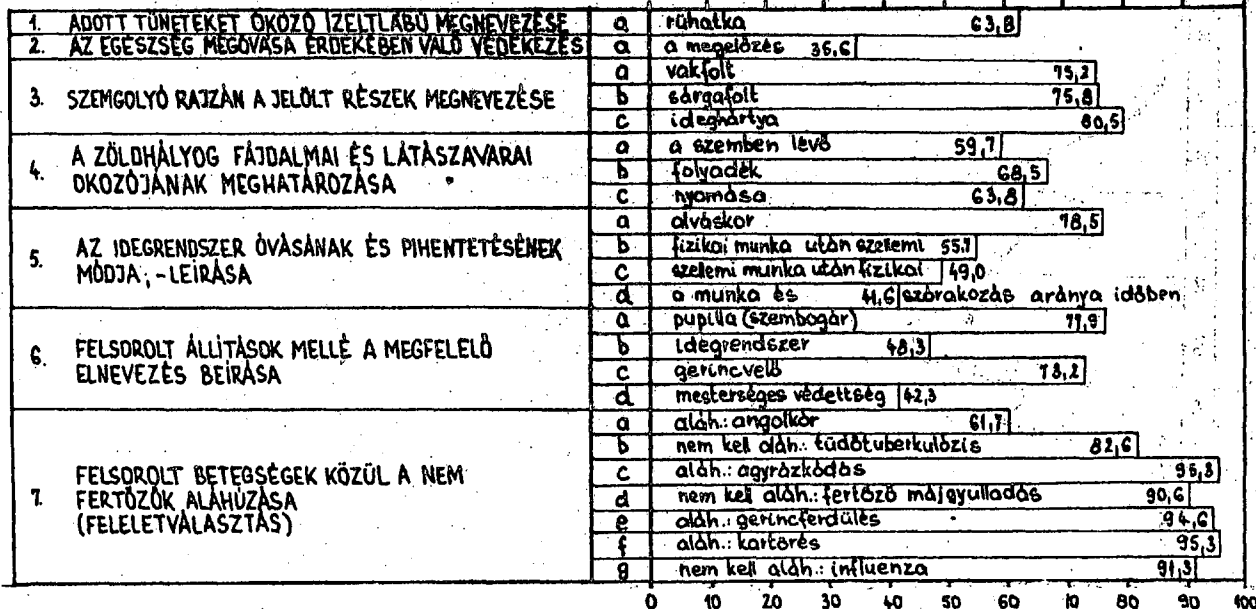 1. ADOTT TÜNETEKET OKOZÓ ÍZELTLÁBÚ MEGNEVEZÉSE a rühatka 63,8
2. AZ EGÉSZSÉG MEGÓVÁSA ÉRDEKÉBEN VALÓ VÉDEKEZÉS a a megelőzés 36,6
3. SZEMGOLYÓ RAJZÁN A JELÖLT RÉSZEK MEGNEVEZÉSE
a vakfolt 75,2
b sárgafolt 75,8
c ideghártya 80,5
4. A ZÖLDHÁLYOG FÁJDALMAI ÉS LÁTÁSZAVARAI
OKOZÓJÁNAK MEGHATÁROZÁSA
a a szemben lévő 59,7
b folyadék 68,5
c nyomása 63,8
5. AZ IDEGRENDSZER ÓVÁSÁNAK ÉS PIHENTETÉSÉNEK
MÓDJA; -LEÍRÁSA
a alváskor 78,5
b fizikai munka után szelemi 55,7
c szelemi munka után fizikai 49,0
d a munka és 41,6 szórakozás aránya időben
6. FELSOROLT ÁLLÍTÁSOK MELLÉ A MEGFELELŐ
ELNEVEZÉS BEÍRÁSA
a pupilla (szembogár) 77,9
b idegrendszer 48,3
c gerincvelő 73,2
d mesterséges védettség 42,3
7. FELSOROLT BETEGSÉGEK KÖZÜL A NEM
FERTŐZŐK ALÁHÚZÁSA
(FELELETVÁLASZTÁS)
a aláh.: angolkór 61,7
b nem kell aláh.: tüdőtuberkulózis 82,6
c aláh.: agyrázkódás 95,3
d nem kell aláh.: fertőző májgyulladás 90,6
e aláh.: gerincferdülés 94,6
f aláh.: kartörés 95,3
g nem kell aláh.: influenza 91,3
0 10 20 30 40 50 60 70 80 90 100